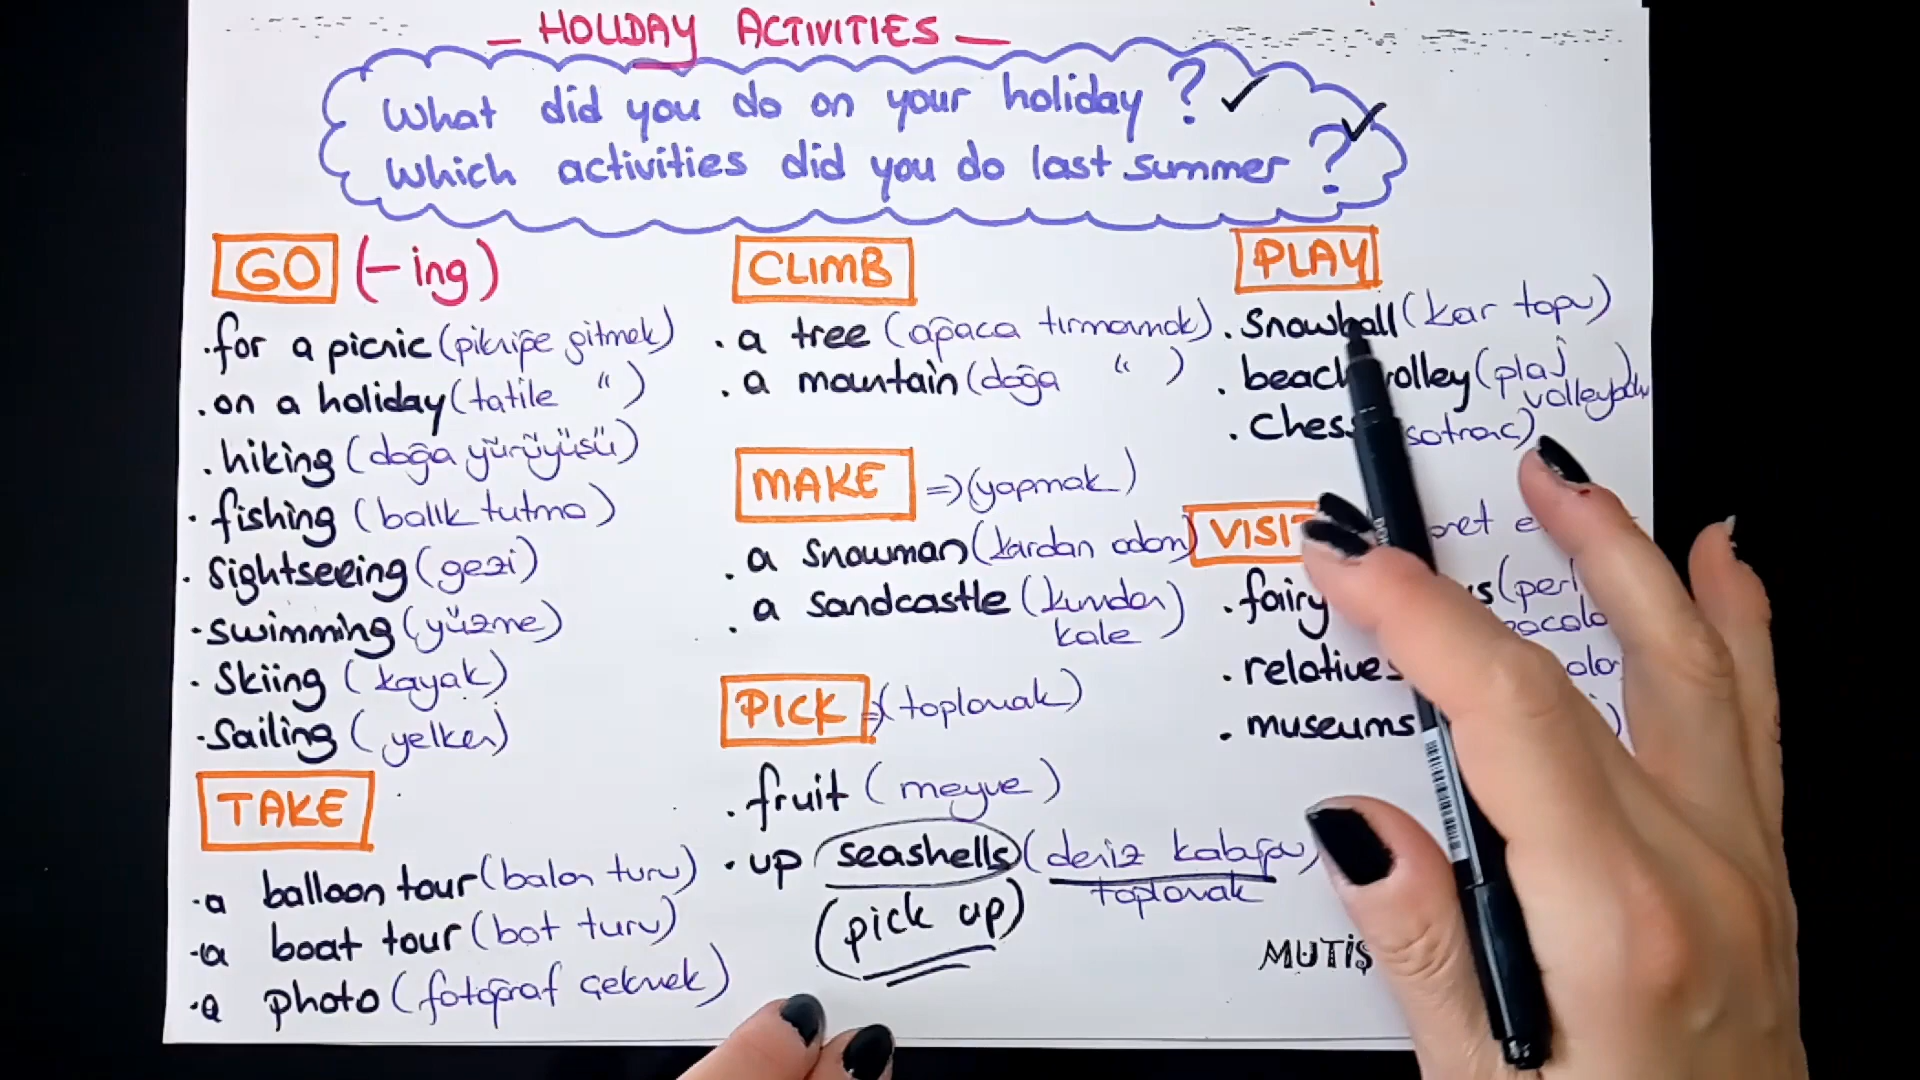 — HOLIDAY ACTIVITIES —
What did you do on your holiday ? ✓
Which activities did you do last summer ? ✓
GO (-ing)
.for a picnic (pikniğe gitmek)
.on a holiday (tatile " )
.hiking (doğa yürüyüşü)
.fishing (balık tutma)
.sightseeing (gezi)
.swimming (yüzme)
.Skiing (kayak)
.Sailing (yelken)
TAKE
.a balloon tour (balon turu)
.a boat tour (bot turu)
.a photo (fotoğraf çekmek)
CLIMB
.a tree (ağaca tırmanmak)
.a mountain (dağa " )
MAKE => (yapmak)
.a snowman (kardan adam)
.a sandcastle (kumdan
kale)
PICK => (toplamak)
.fruit (meyve)
.up seashells (deniz kabuğu)
toplamak
(pick up)
PLAY
.Snowball (kar topu)
.beach volley (plaj
volleybolu)
.Chess satranç)
VISIT
.fairy
.relatives
.museums
MUTİŞ